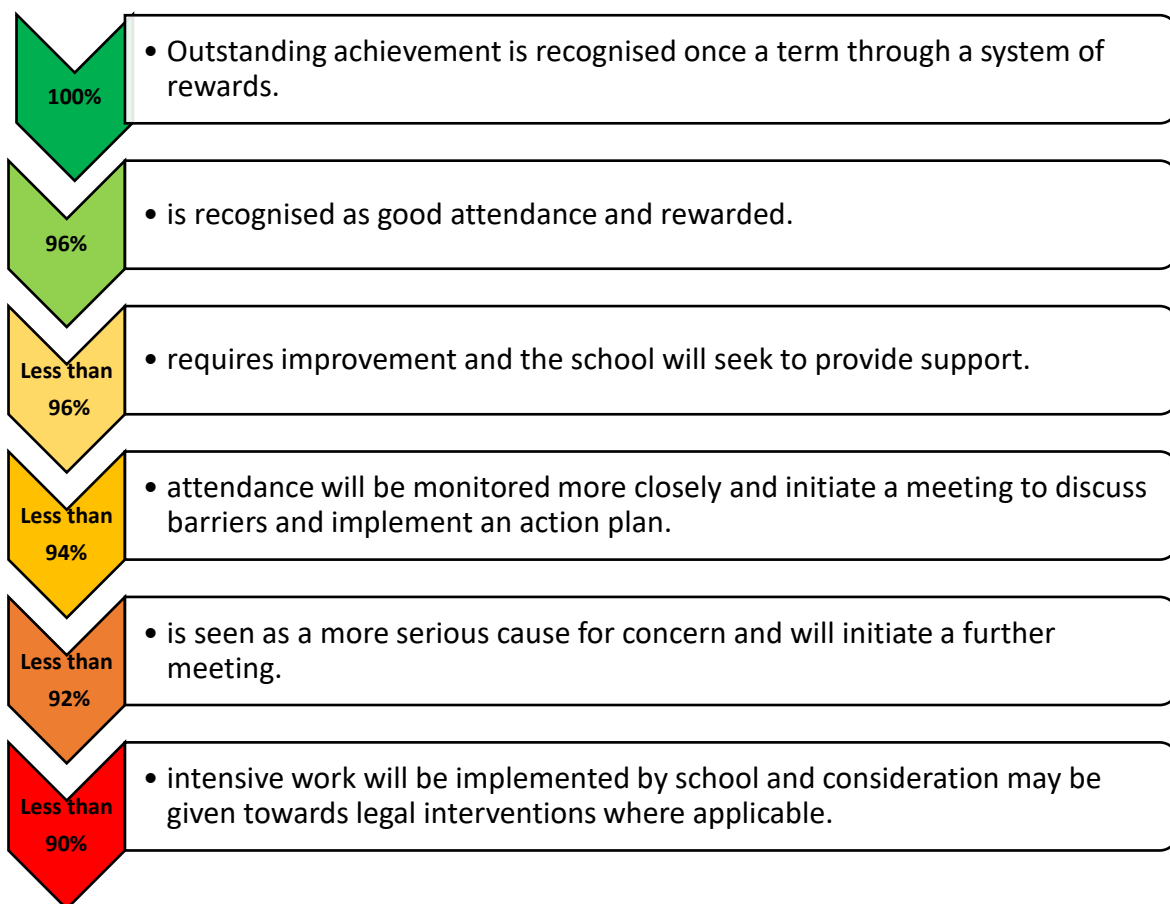 100%
• Outstanding achievement is recognised once a term through a system of
rewards.
96%
• is recognised as good attendance and rewarded.
Less than
96%
• requires improvement and the school will seek to provide support.
Less than
94%
• attendance will be monitored more closely and initiate a meeting to discuss
barriers and implement an action plan.
Less than
92%
• is seen as a more serious cause for concern and will initiate a further
meeting.
Less than
90%
• intensive work will be implemented by school and consideration may be
given towards legal interventions where applicable.